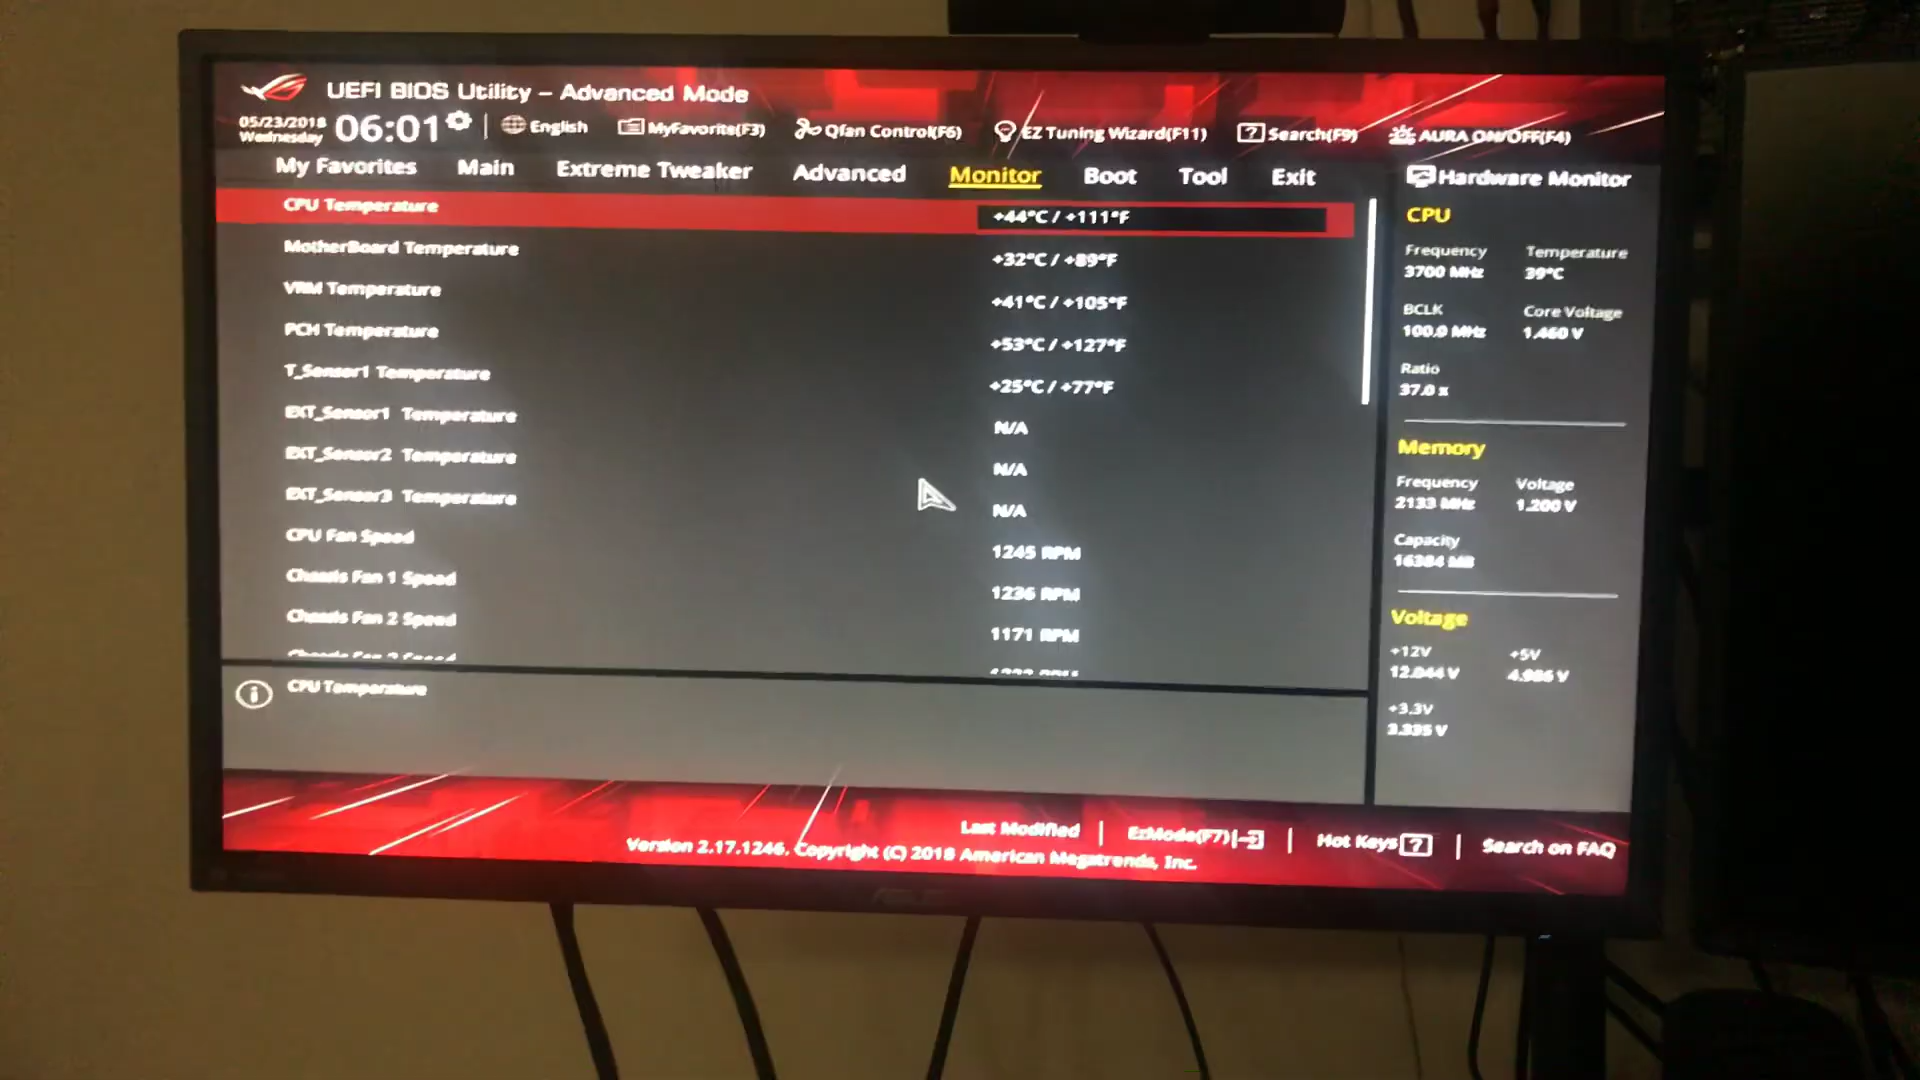 UEFI BIOS Utility – Advanced Mode
05/23/2018
Wednesday
06:01
English
MyFavorite(F3)
Qfan Control(F6)
EZ Tuning Wizard(F11)
Search(F9)
AURA ON/OFF(F4)
My Favorites
Main
Extreme Tweaker
Advanced
Monitor
Boot
Tool
Exit
CPU Temperature +44°C / +111°F
MotherBoard Temperature +32°C / +89°F
VRM Temperature +41°C / +105°F
PCH Temperature +53°C / +127°F
T_Sensor1 Temperature +25°C / +77°F
EXT_Sensor1 Temperature N/A
EXT_Sensor2 Temperature N/A
EXT_Sensor3 Temperature N/A
CPU Fan Speed 1245 RPM
Chassis Fan 1 Speed 1236 RPM
Chassis Fan 2 Speed 1171 RPM
Chassis Fan 3 Speed
CPU Temperature
Hardware Monitor
CPU
Frequency Temperature
3700 MHz 39°C
BCLK Core Voltage
100.0 MHz 1.460 V
Ratio
37.0 x
Memory
Frequency Voltage
2133 MHz 1.200 V
Capacity
16384 MB
Voltage
+12V +5V
12.044 V 4.986 V
+3.3V
3.335 V
Last Modified
EzMode(F7)
Hot Keys ?
Search on FAQ
Version 2.17.1246. Copyright (C) 2018 American Megatrends, Inc.
ASUS